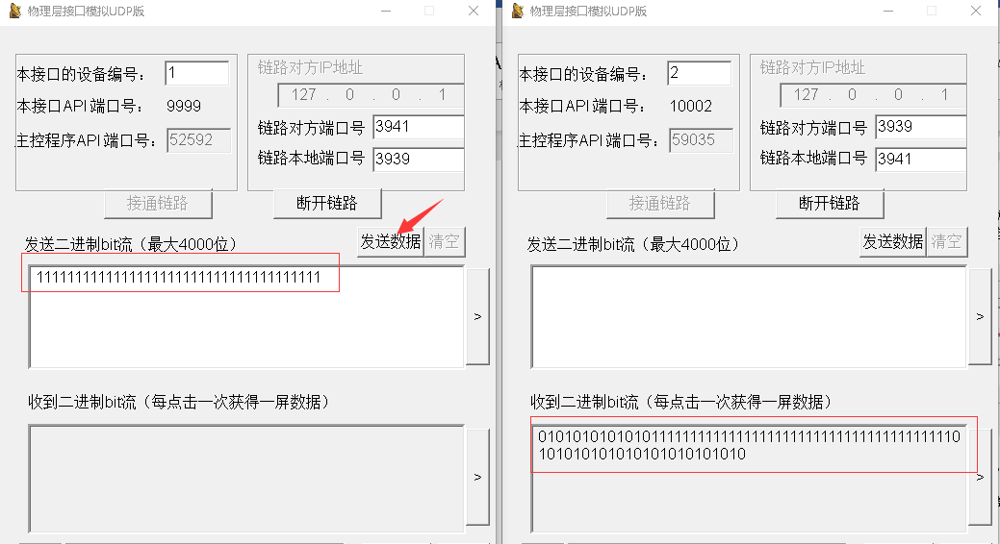 物理层接口模拟UDP版
本接口的设备编号： 1
本接口API端口号： 9999
主控程序API端口号： 52592
链路对方IP地址
127 . 0 . 0 . 1
链路对方端口号 3941
链路本地端口号 3939
接通链路 断开链路
发送二进制bit流（最大4000位） 发送数据 清空
>
收到二进制bit流（每点击一次获得一屏数据）
>
物理层接口模拟UDP版
本接口的设备编号： 2
本接口API端口号： 10002
主控程序API端口号： 59035
链路对方IP地址
127 . 0 . 0 . 1
链路对方端口号 3939
链路本地端口号 3941
接通链路 断开链路
发送二进制bit流（最大4000位） 发送数据 清空
>
收到二进制bit流（每点击一次获得一屏数据）
>